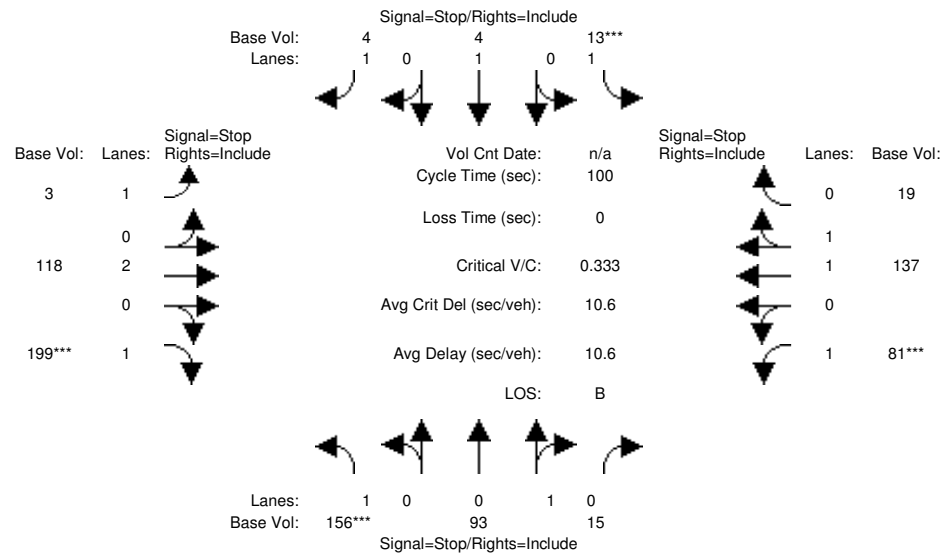 Signal=Stop/Rights=Include
Base Vol: 4 4 13***
Lanes: 1 0 1 0 1
Signal=Stop Signal=Stop
Base Vol: Lanes: Rights=Include Vol Cnt Date: n/a Rights=Include Lanes: Base Vol:
Cycle Time (sec): 100
3 1 0 19
Loss Time (sec): 0
0 1
118 2 Critical V/C: 0.333 1 137
0 Avg Crit Del (sec/veh): 10.6 0
199*** 1 Avg Delay (sec/veh): 10.6 1 81***
LOS: B
Lanes: 1 0 0 1 0
Base Vol: 156*** 93 15
Signal=Stop/Rights=Include